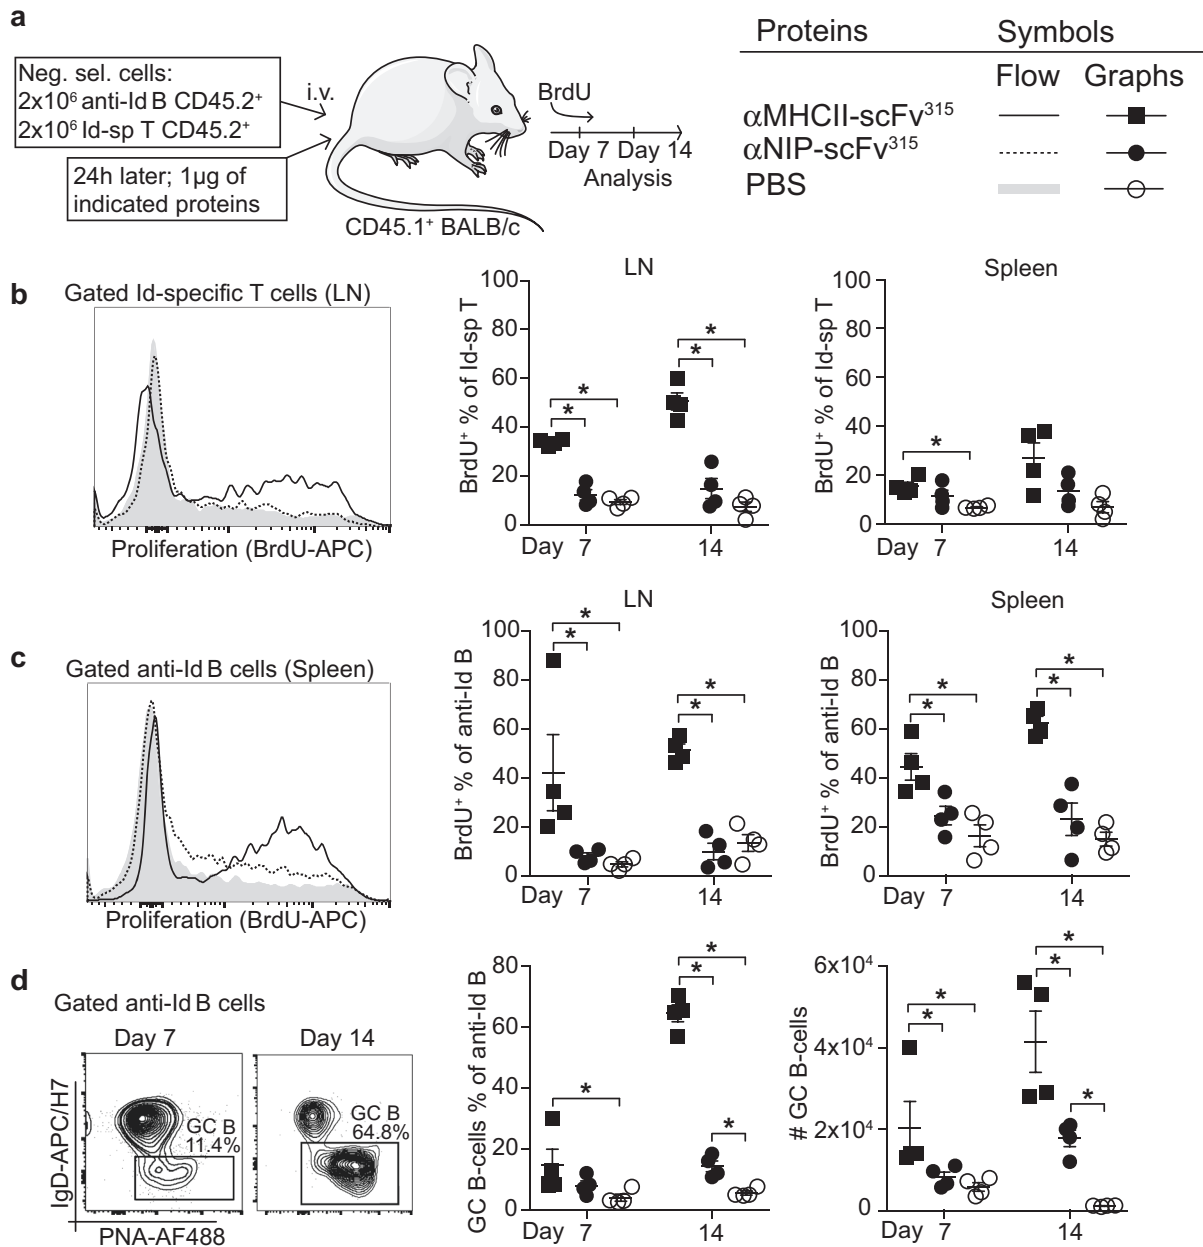 a
Neg. sel. cells:
2x10⁶ anti-Id B CD45.2⁺
2x10⁶ Id-sp T CD45.2⁺
i.v.
24h later; 1µg of
indicated proteins
CD45.1⁺ BALB/c
BrdU
Day 7 Day 14
Analysis
Proteins Symbols
Flow Graphs
αMHCII-scFv³¹⁵
αNIP-scFv³¹⁵
PBS
b
Gated Id-specific T cells (LN)
Proliferation (BrdU-APC)
LN
BrdU⁺ % of Id-sp T
100
80
60
40
20
0
* * * *
Day 7 14
Spleen
BrdU⁺ % of Id-sp T
100
80
60
40
20
0
*
Day 7 14
c
Gated anti-Id B cells (Spleen)
Proliferation (BrdU-APC)
LN
BrdU⁺ % of anti-Id B
100
80
60
40
20
0
* * * *
Day 7 14
Spleen
BrdU⁺ % of anti-Id B
100
80
60
40
20
0
* * * *
Day 7 14
d
Gated anti-Id B cells
Day 7 Day 14
GC B
11.4%
GC B
64.8%
IgD-APC/H7
PNA-AF488
GC B-cells % of anti-Id B
80
60
40
20
0
* * * *
Day 7 14
# GC B-cells
6x10⁴
4x10⁴
2x10⁴
0
* * * * *
Day 7 14